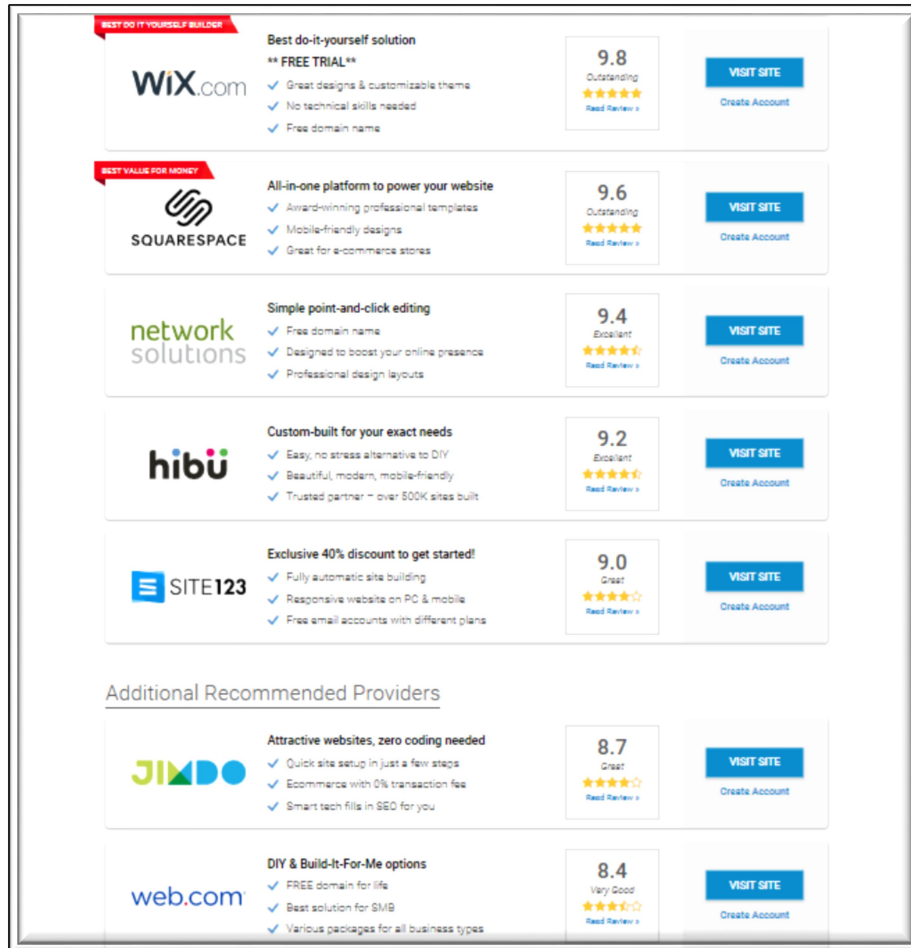 BEST DO IT YOURSELF BUILDER
WiX.com
Best do-it-yourself solution
** FREE TRIAL**
Great designs & customizable theme
No technical skills needed
Free domain name
9.8
Outstanding
Read Review >
VISIT SITE
Create Account
BEST VALUE FOR MONEY
SQUARESPACE
All-in-one platform to power your website
Award-winning professional templates
Mobile-friendly designs
Great for e-commerce stores
9.6
Outstanding
Read Review >
VISIT SITE
Create Account
network
solutions
Simple point-and-click editing
Free domain name
Designed to boost your online presence
Professional design layouts
9.4
Excellent
Read Review >
VISIT SITE
Create Account
hibü
Custom-built for your exact needs
Easy, no stress alternative to DIY
Beautiful, modern, mobile-friendly
Trusted partner – over 500K sites built
9.2
Excellent
Read Review >
VISIT SITE
Create Account
SITE123
Exclusive 40% discount to get started!
Fully automatic site building
Responsive website on PC & mobile
Free email accounts with different plans
9.0
Great
Read Review >
VISIT SITE
Create Account
Additional Recommended Providers
JIMDO
Attractive websites, zero coding needed
Quick site setup in just a few steps
Ecommerce with 0% transaction fee
Smart tech fills in SEO for you
8.7
Great
Read Review >
VISIT SITE
Create Account
web.com
DIY & Build-It-For-Me options
FREE domain for life
Best solution for SMB
Various packages for all business types
8.4
Very Good
Read Review >
VISIT SITE
Create Account